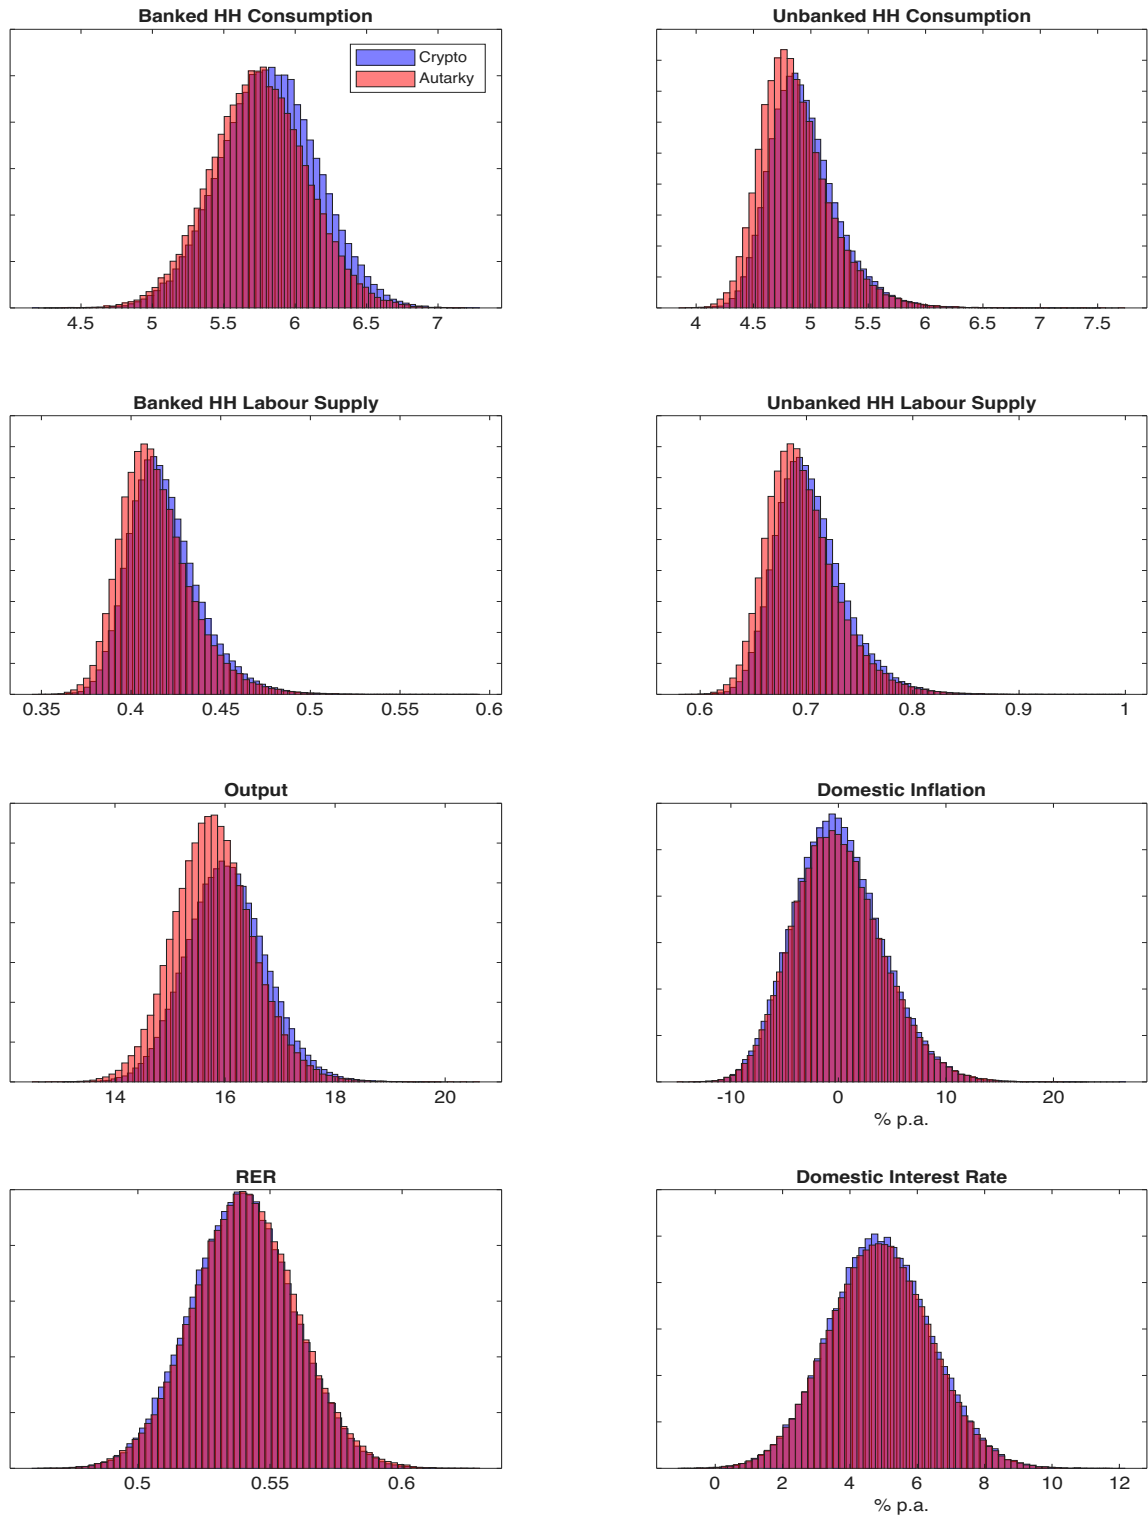 Banked HH Consumption
Crypto
Autarky
4.5 5 5.5 6 6.5 7
Unbanked HH Consumption
4 4.5 5 5.5 6 6.5 7 7.5
Banked HH Labour Supply
0.35 0.4 0.45 0.5 0.55 0.6
Unbanked HH Labour Supply
0.6 0.7 0.8 0.9 1
Output
14 16 18 20
Domestic Inflation
-10 0 10 20
% p.a.
RER
0.5 0.55 0.6
Domestic Interest Rate
0 2 4 6 8 10 12
% p.a.